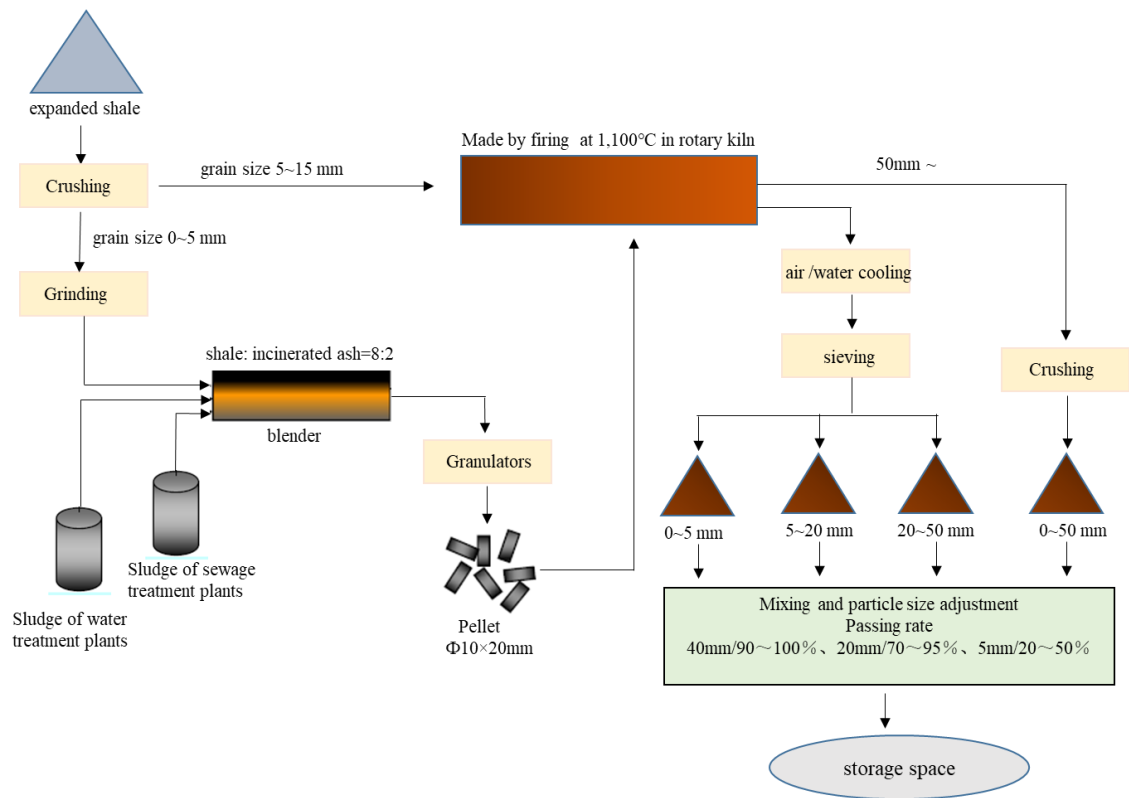 expanded shale
Crushing
grain size 5~15 mm
grain size 0~5 mm
Grinding
Made by firing at 1,100℃ in rotary kiln
50mm ~
air /water cooling
sieving
Crushing
shale: incinerated ash=8:2
blender
Granulators
Sludge of water
treatment plants
Sludge of sewage
treatment plants
Pellet
Φ10×20mm
0~5 mm
5~20 mm
20~50 mm
0~50 mm
Mixing and particle size adjustment
Passing rate
40mm/90～100％、20mm/70～95％、5mm/20～50％
storage space